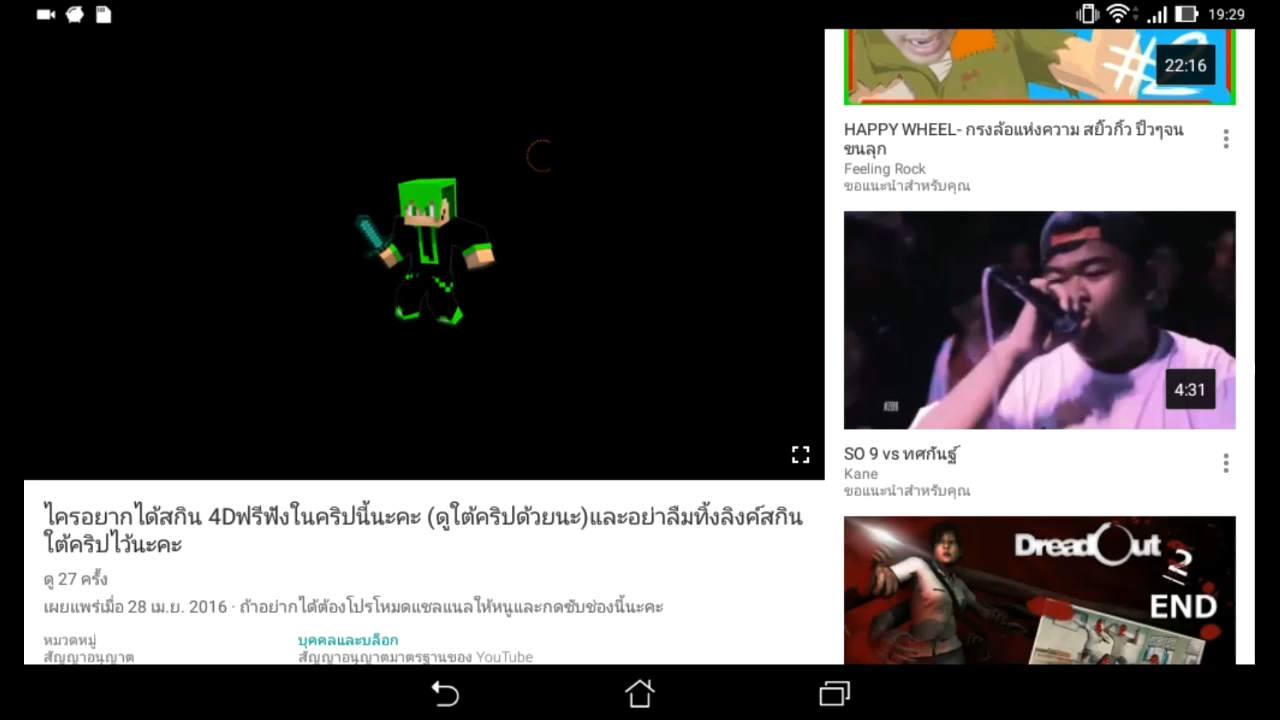 19:29
ไครอยากได้สกิน 4Dฟรีฟังในคริปนี้นะคะ (ดูใต้คริปด้วยนะ)และอย่าลืมทิ้งลิงค์สกิน
ใต้คริปไว้นะคะ
ดู 27 ครั้ง
เผยแพร่เมื่อ 28 เม.ย. 2016 · ถ้าอยากได้ต้องโปรโหมดแชลแนลให้หนูและกดซับช่องนี้นะคะ
หมวดหมู่
บุคคลและบล็อก
สัญญาอนุญาต
สัญญาอนุญาตมาตรฐานของ YouTube
#2
22:16
HAPPY WHEEL- กรงล้อแห่งความ สยิ๋วกิ๋ว ปิ๋วๆจน
ขนลุก
Feeling Rock
ขอแนะนำสำหรับคุณ
4:31
SO 9 vs ทศกัณฐ์
Kane
ขอแนะนำสำหรับคุณ
DreadOut
2
END